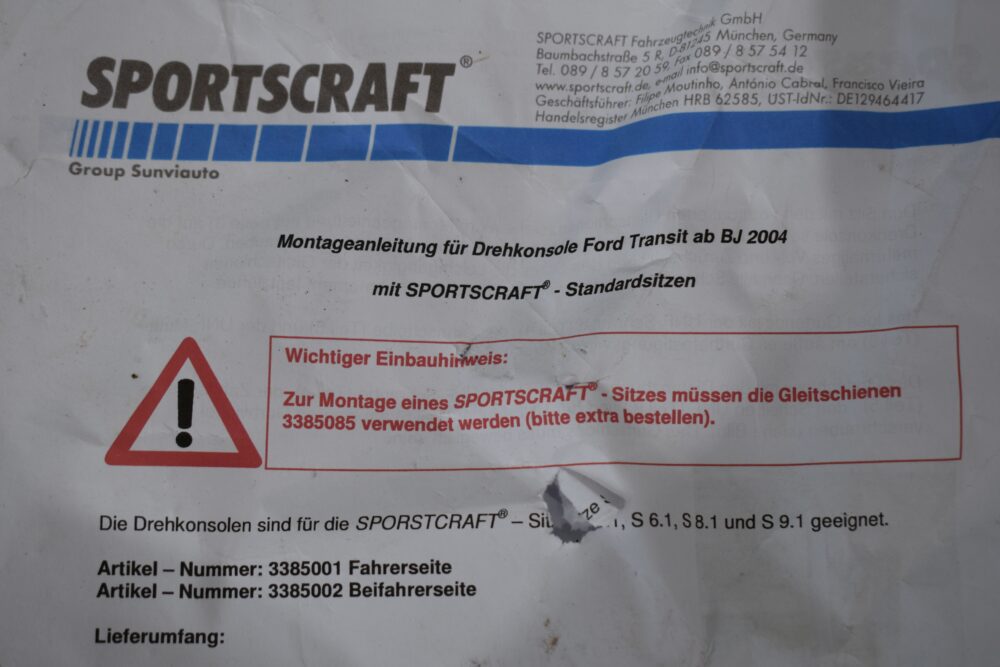 SPORTSCRAFT®
Group Sunviauto
SPORTSCRAFT Fahrzeugtechnik GmbH
Baumbachstraße 5 R, D-81245 München, Germany
Tel. 089 / 8 57 20 59, Fax 089 / 8 57 54 12
www.sportscraft.de, e-mail info@sportscraft.de
Geschäftsführer: Filipe Moutinho, António Cabral, Francisco Vieira
Handelsregister München HRB 62585, UST-IdNr.: DE129464417
Montageanleitung für Drehkonsole Ford Transit ab BJ 2004
mit SPORTSCRAFT® - Standardsitzen
Wichtiger Einbauhinweis:
Zur Montage eines SPORTSCRAFT® - Sitzes müssen die Gleitschienen
3385085 verwendet werden (bitte extra bestellen).
Die Drehkonsolen sind für die SPORSTCRAFT® – Sitze S 6.1, S 8.1 und S 9.1 geeignet.
Artikel – Nummer: 3385001 Fahrerseite
Artikel – Nummer: 3385002 Beifahrerseite
Lieferumfang: